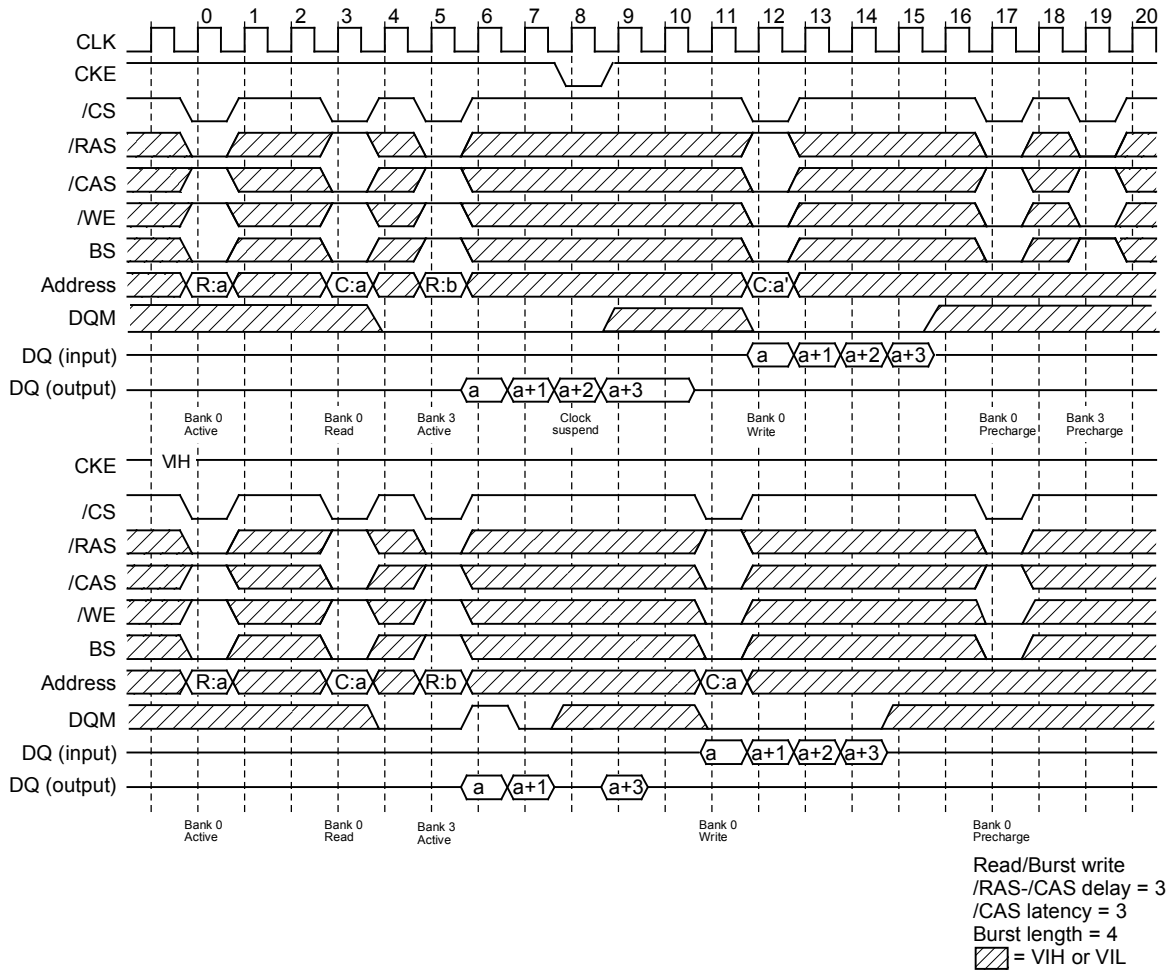 0 1 2 3 4 5 6 7 8 9 10 11 12 13 14 15 16 17 18 19 20
CLK
CKE
/CS
/RAS
/CAS
/WE
BS
Address R:a C:a R:b C:a'
DQM
DQ (input) a a+1 a+2 a+3
DQ (output) a a+1 a+2 a+3
Bank 0 Bank 0 Bank 3 Clock Bank 0 Bank 0 Bank 3
Active Read Active suspend Write Precharge Precharge
CKE VIH
/CS
/RAS
/CAS
/WE
BS
Address R:a C:a R:b C:a
DQM
DQ (input) a a+1 a+2 a+3
DQ (output) a a+1 a+3
Bank 0 Bank 0 Bank 3 Bank 0 Bank 0
Active Read Active Write Precharge
Read/Burst write
/RAS-/CAS delay = 3
/CAS latency = 3
Burst length = 4
= VIH or VIL